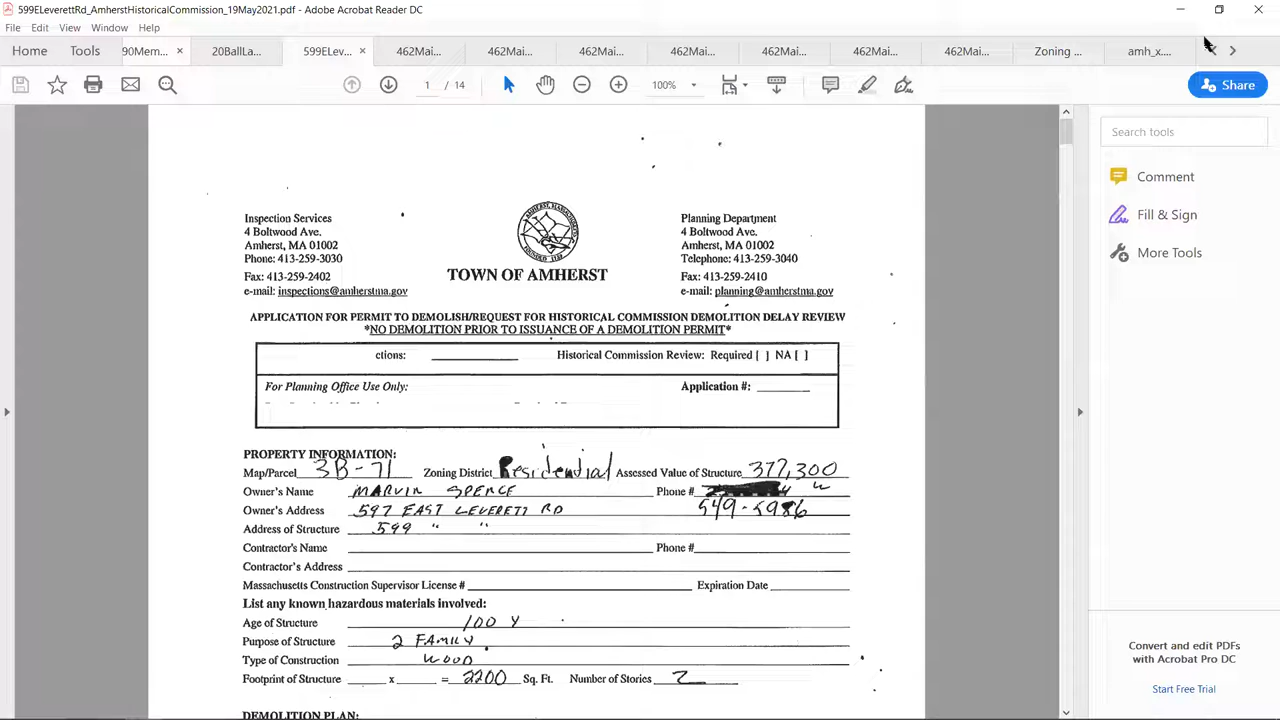 599ELeverettRd_AmherstHistoricalCommission_19May2021.pdf - Adobe Acrobat Reader DC
File Edit View Window Help
Home Tools 90Mem... × 20BallLa... 599ELev... × 462Mai... 462Mai... 462Mai... 462Mai... 462Mai... 462Mai... 462Mai... Zoning ... amh_x....
1 / 14 100% Share
Search tools
Comment
Fill & Sign
More Tools
Convert and edit PDFs
with Acrobat Pro DC
Start Free Trial
Inspection Services
4 Boltwood Ave.
Amherst, MA 01002
Phone: 413-259-3030
Fax: 413-259-2402
e-mail: inspections@amherstma.gov
AMHERST, MASSACHUSETTS
FOUNDED 1759
TOWN OF AMHERST
Planning Department
4 Boltwood Ave.
Amherst, MA 01002
Telephone: 413-259-3040
Fax: 413-259-2410
e-mail: planning@amherstma.gov
APPLICATION FOR PERMIT TO DEMOLISH/REQUEST FOR HISTORICAL COMMISSION DEMOLITION DELAY REVIEW
*NO DEMOLITION PRIOR TO ISSUANCE OF A DEMOLITION PERMIT*
ctions: Historical Commission Review: Required [ ] NA [ ]
For Planning Office Use Only: Application #:
PROPERTY INFORMATION:
Map/Parcel 3B-71 Zoning District Residential Assessed Value of Structure 377,300
Owner's Name MARVIN SPENCE Phone #
Owner's Address 597 EAST LEVERETT RD 549-5986
Address of Structure 599 " "
Contractor's Name Phone #
Contractor's Address
Massachusetts Construction Supervisor License # Expiration Date
List any known hazardous materials involved:
Age of Structure 100 Y
Purpose of Structure 2 FAMILY
Type of Construction WOOD
Footprint of Structure x = 2200 Sq. Ft. Number of Stories 2
DEMOLITION PLAN: